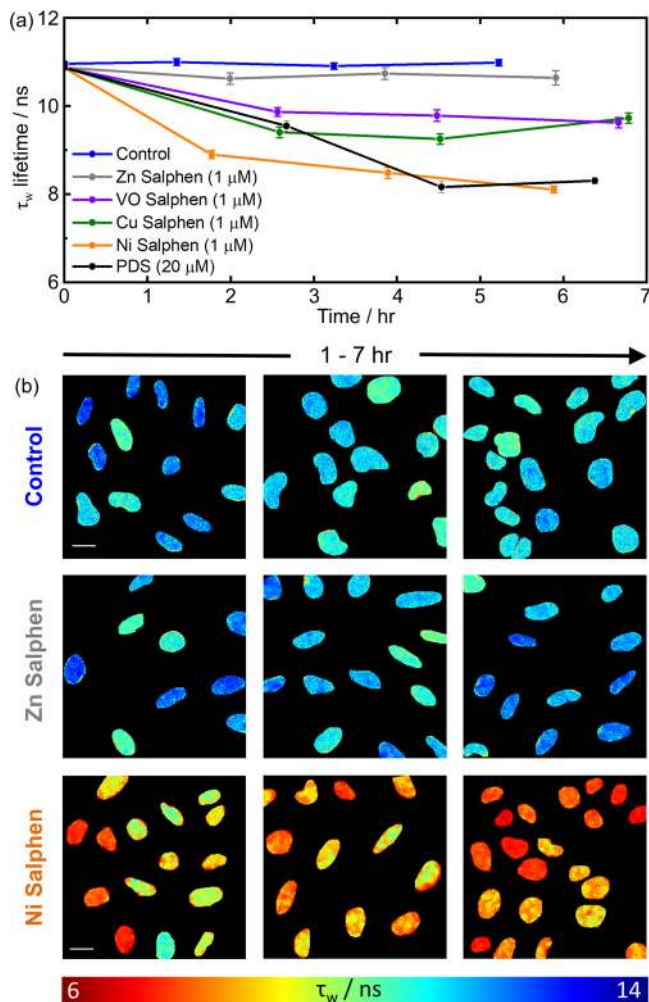 (a)
12
10
8
6
τw lifetime / ns
Control
Zn Salphen (1 μM)
VO Salphen (1 μM)
Cu Salphen (1 μM)
Ni Salphen (1 μM)
PDS (20 μM)
0 1 2 3 4 5 6 7
Time / hr
1 - 7 hr
(b)
Control
Zn Salphen
Ni Salphen
6 τw / ns 14